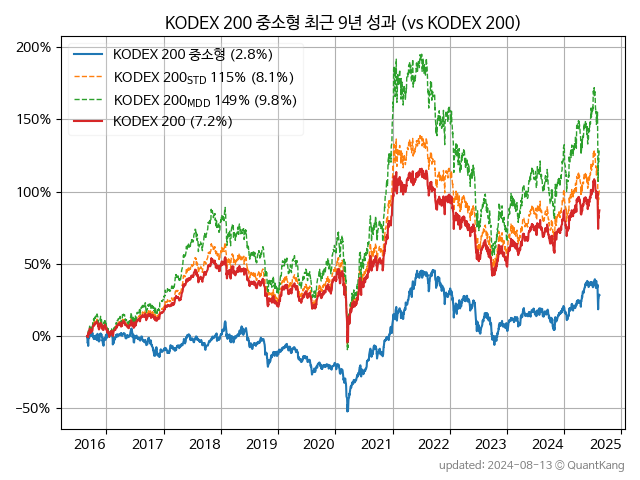 KODEX 200 중소형 최근 9년 성과 (vs KODEX 200)
KODEX 200 중소형 (2.8%)
KODEX 200STD 115% (8.1%)
KODEX 200MDD 149% (9.8%)
KODEX 200 (7.2%)
200%
150%
100%
50%
0%
−50%
2016 2017 2018 2019 2020 2021 2022 2023 2024 2025
updated: 2024-08-13 © QuantKang